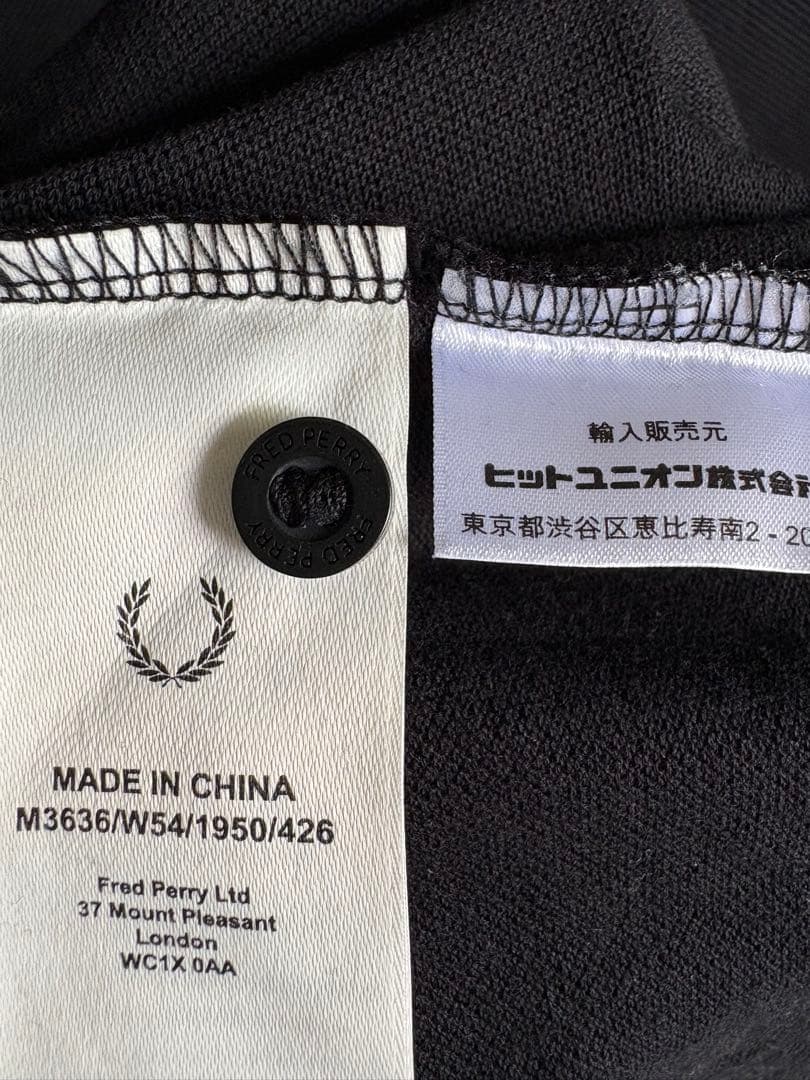 FRED PERRY
FRED PERRY
MADE IN CHINA
M3636/W54/1950/426
Fred Perry Ltd
37 Mount Pleasant
London
WC1X 0AA
輸入販売元
ヒットユニオン株式会
東京都渋谷区恵比寿南2-20